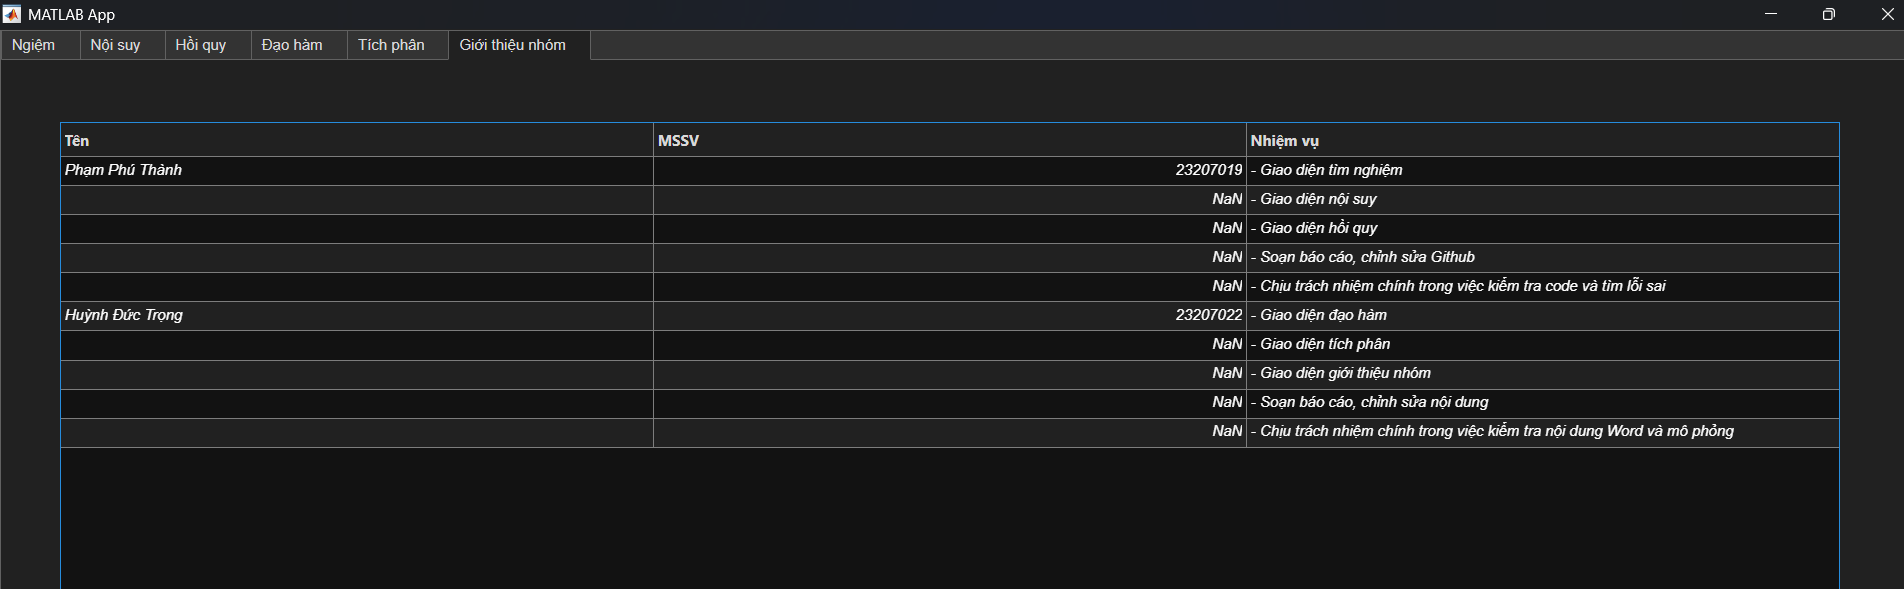 MATLAB App
Ngiệm Nội suy Hồi quy Đạo hàm Tích phân Giới thiệu nhóm
Tên MSSV Nhiệm vụ
Phạm Phú Thành 23207019 - Giao diện tìm nghiệm
NaN - Giao diện nội suy
NaN - Giao diện hồi quy
NaN - Soạn báo cáo, chỉnh sửa Github
NaN - Chịu trách nhiệm chính trong việc kiểm tra code và tìm lỗi sai
Huỳnh Đức Trọng 23207022 - Giao diện đạo hàm
NaN - Giao diện tích phân
NaN - Giao diện giới thiệu nhóm
NaN - Soạn báo cáo, chỉnh sửa nội dung
NaN - Chịu trách nhiệm chính trong việc kiểm tra nội dung Word và mô phỏng